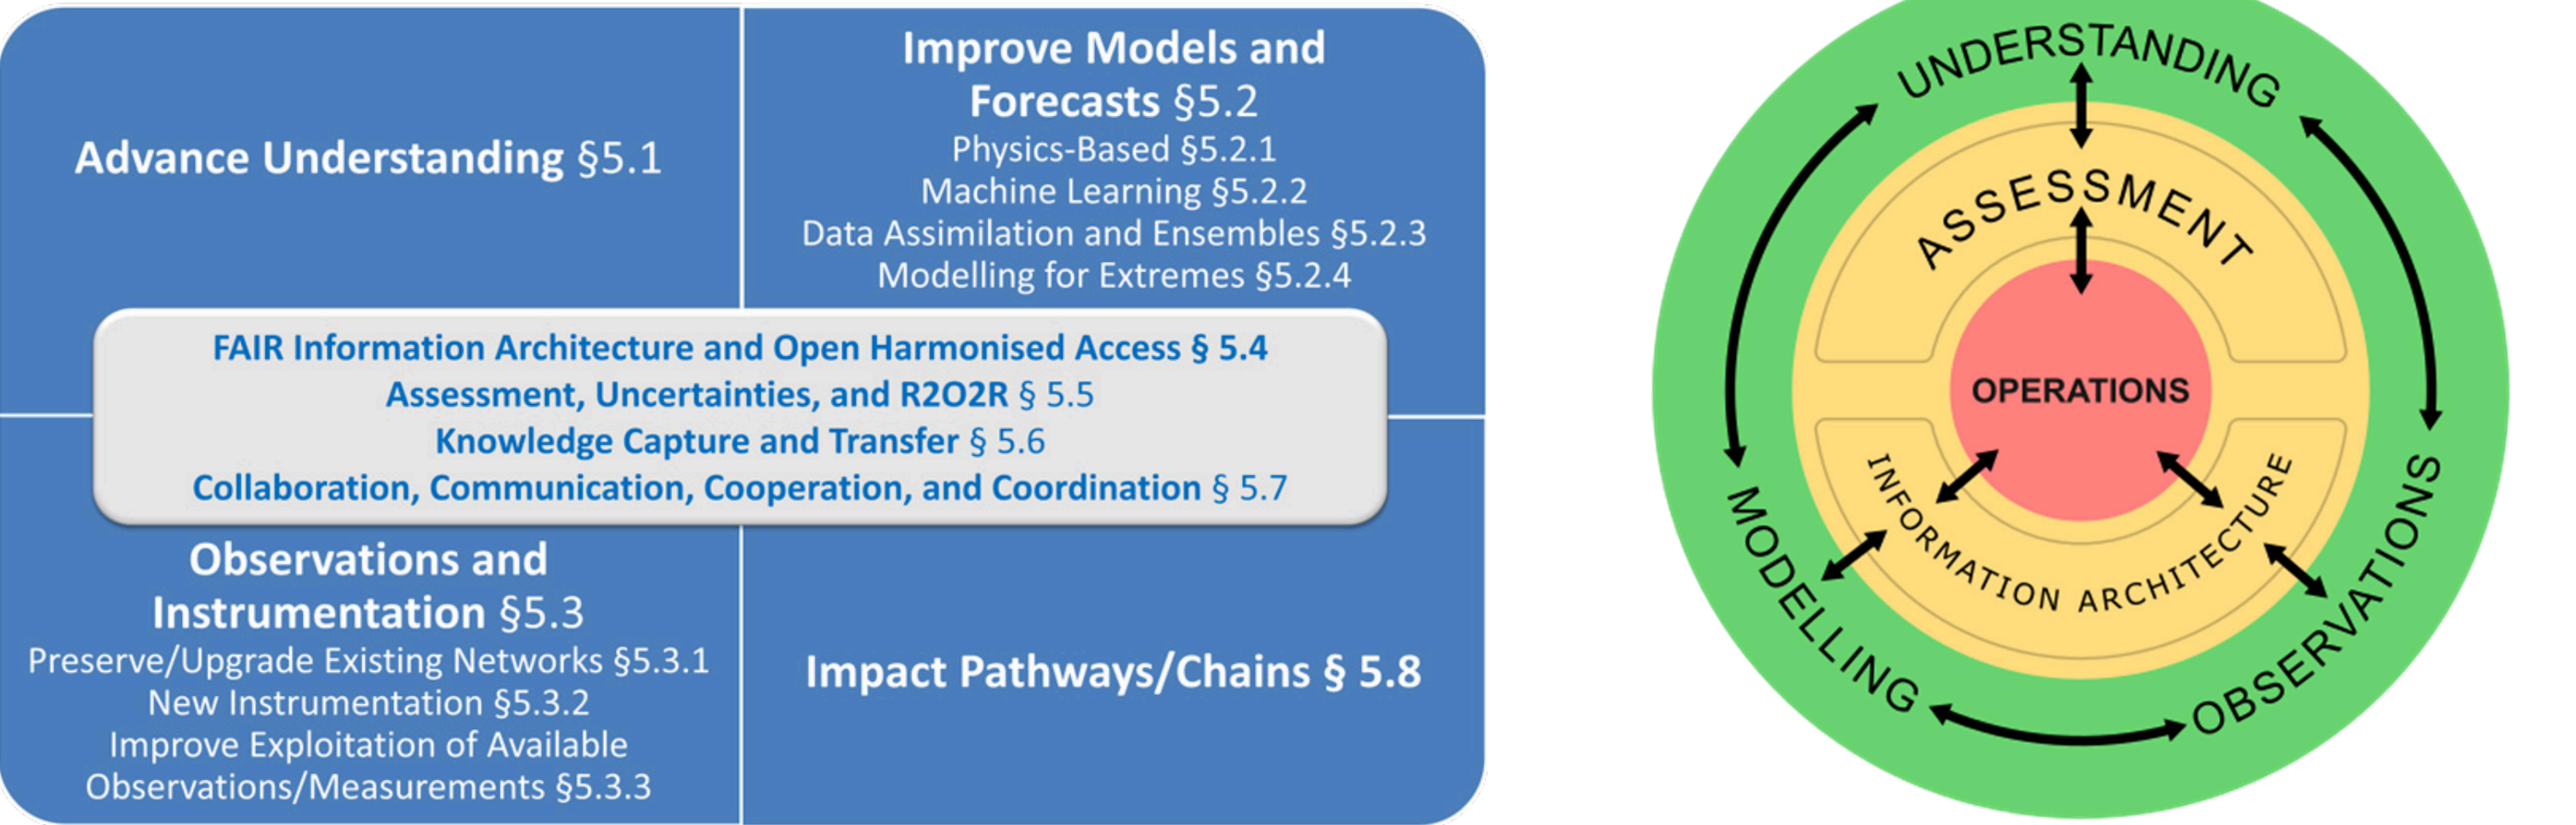 Advance Understanding §5.1
Improve Models and
Forecasts §5.2
Physics-Based §5.2.1
Machine Learning §5.2.2
Data Assimilation and Ensembles §5.2.3
Modelling for Extremes §5.2.4
FAIR Information Architecture and Open Harmonised Access § 5.4
Assessment, Uncertainties, and R2O2R § 5.5
Knowledge Capture and Transfer § 5.6
Collaboration, Communication, Cooperation, and Coordination § 5.7
Observations and
Instrumentation §5.3
Preserve/Upgrade Existing Networks §5.3.1
New Instrumentation §5.3.2
Improve Exploitation of Available
Observations/Measurements §5.3.3
Impact Pathways/Chains § 5.8
UNDERSTANDING
ASSESSMENT
OPERATIONS
INFORMATION ARCHITECTURE
MODELLING
OBSERVATIONS